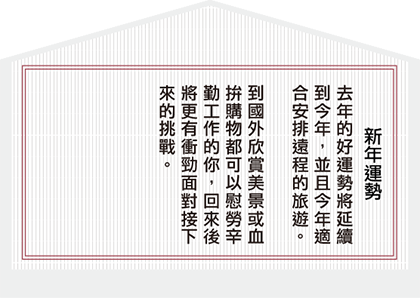 新年運勢
去年的好運勢將延續
到今年，並且今年適
合安排遠程的旅遊。
到國外欣賞美景或血
拚購物都可以慰勞辛
勤工作的你，回來後
將更有衝勁面對接下
來的挑戰。